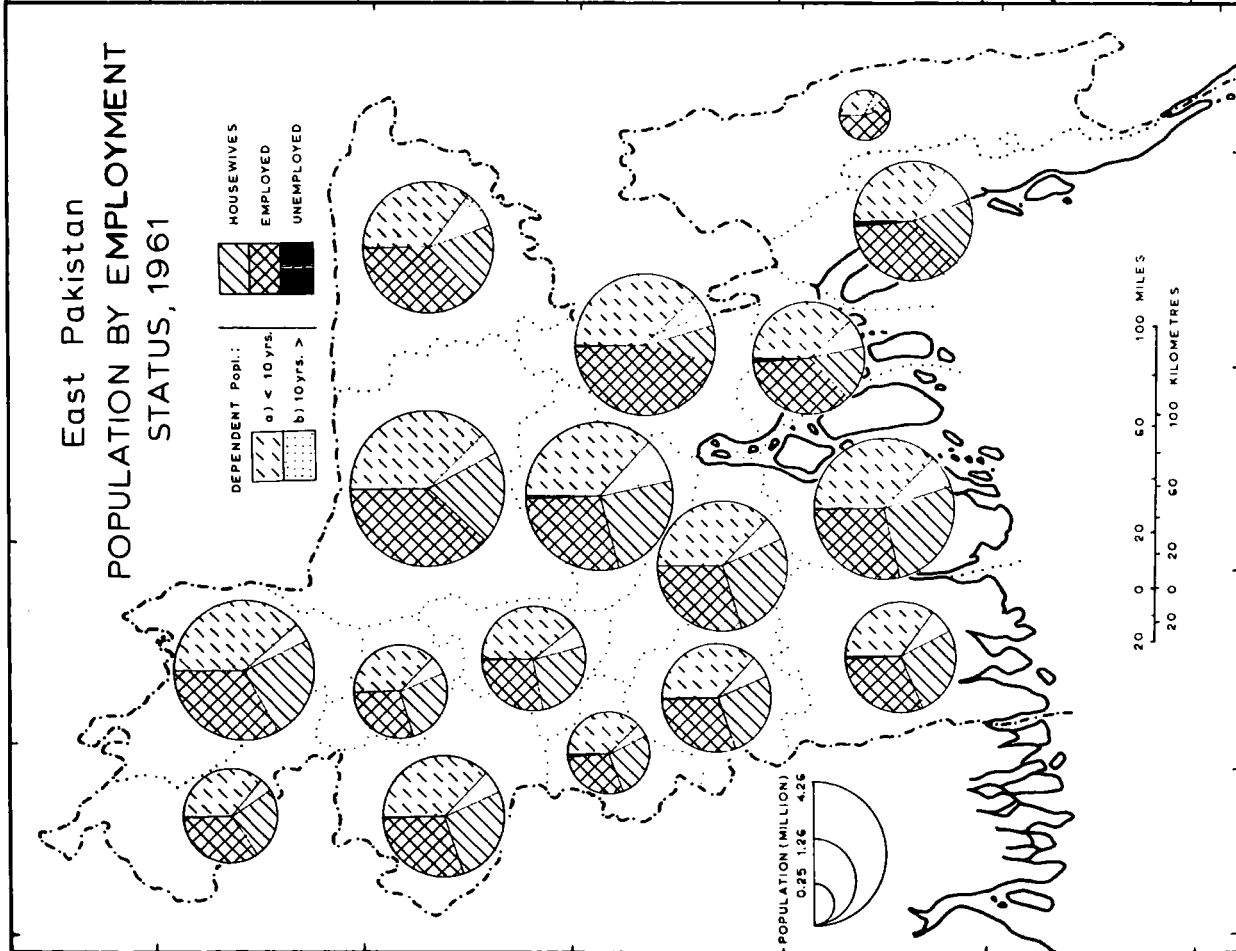 East Pakistan
POPULATION BY EMPLOYMENT
STATUS, 1961
DEPENDENT Popl.:
a) < 10 yrs.
b) 10 yrs. >
HOUSEWIVES
EMPLOYED
UNEMPLOYED
POPULATION (MILLION)
0.25 1.26 4.26
20 0 20 60 100 MILES
20 0 20 60 100 KILOMETRES